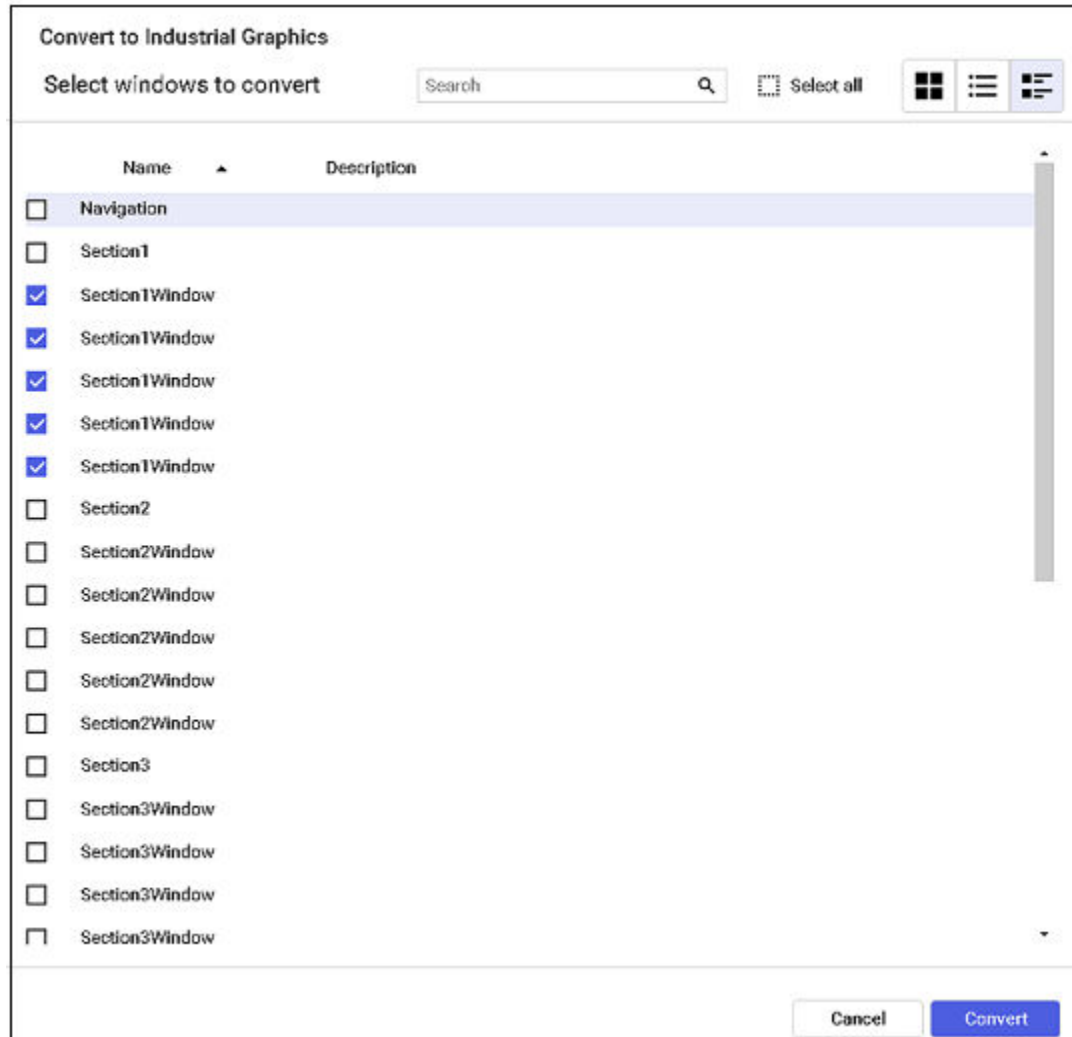 Convert to Industrial Graphics
Select windows to convert
Search
Select all
Name Description
Navigation
Section1
Section1Window
Section1Window
Section1Window
Section1Window
Section1Window
Section2
Section2Window
Section2Window
Section2Window
Section2Window
Section2Window
Section3
Section3Window
Section3Window
Section3Window
Section3Window
Cancel Convert